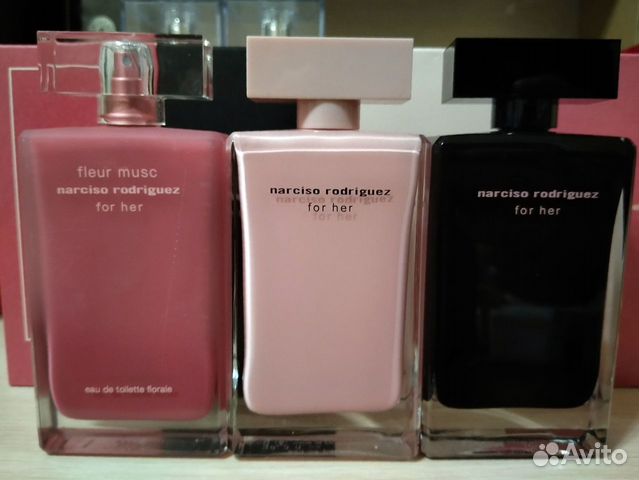 fleur musc
narciso rodriguez
for her
eau de toilette florale
narciso rodriguez
for her
narciso rodriguez
for her
Avito